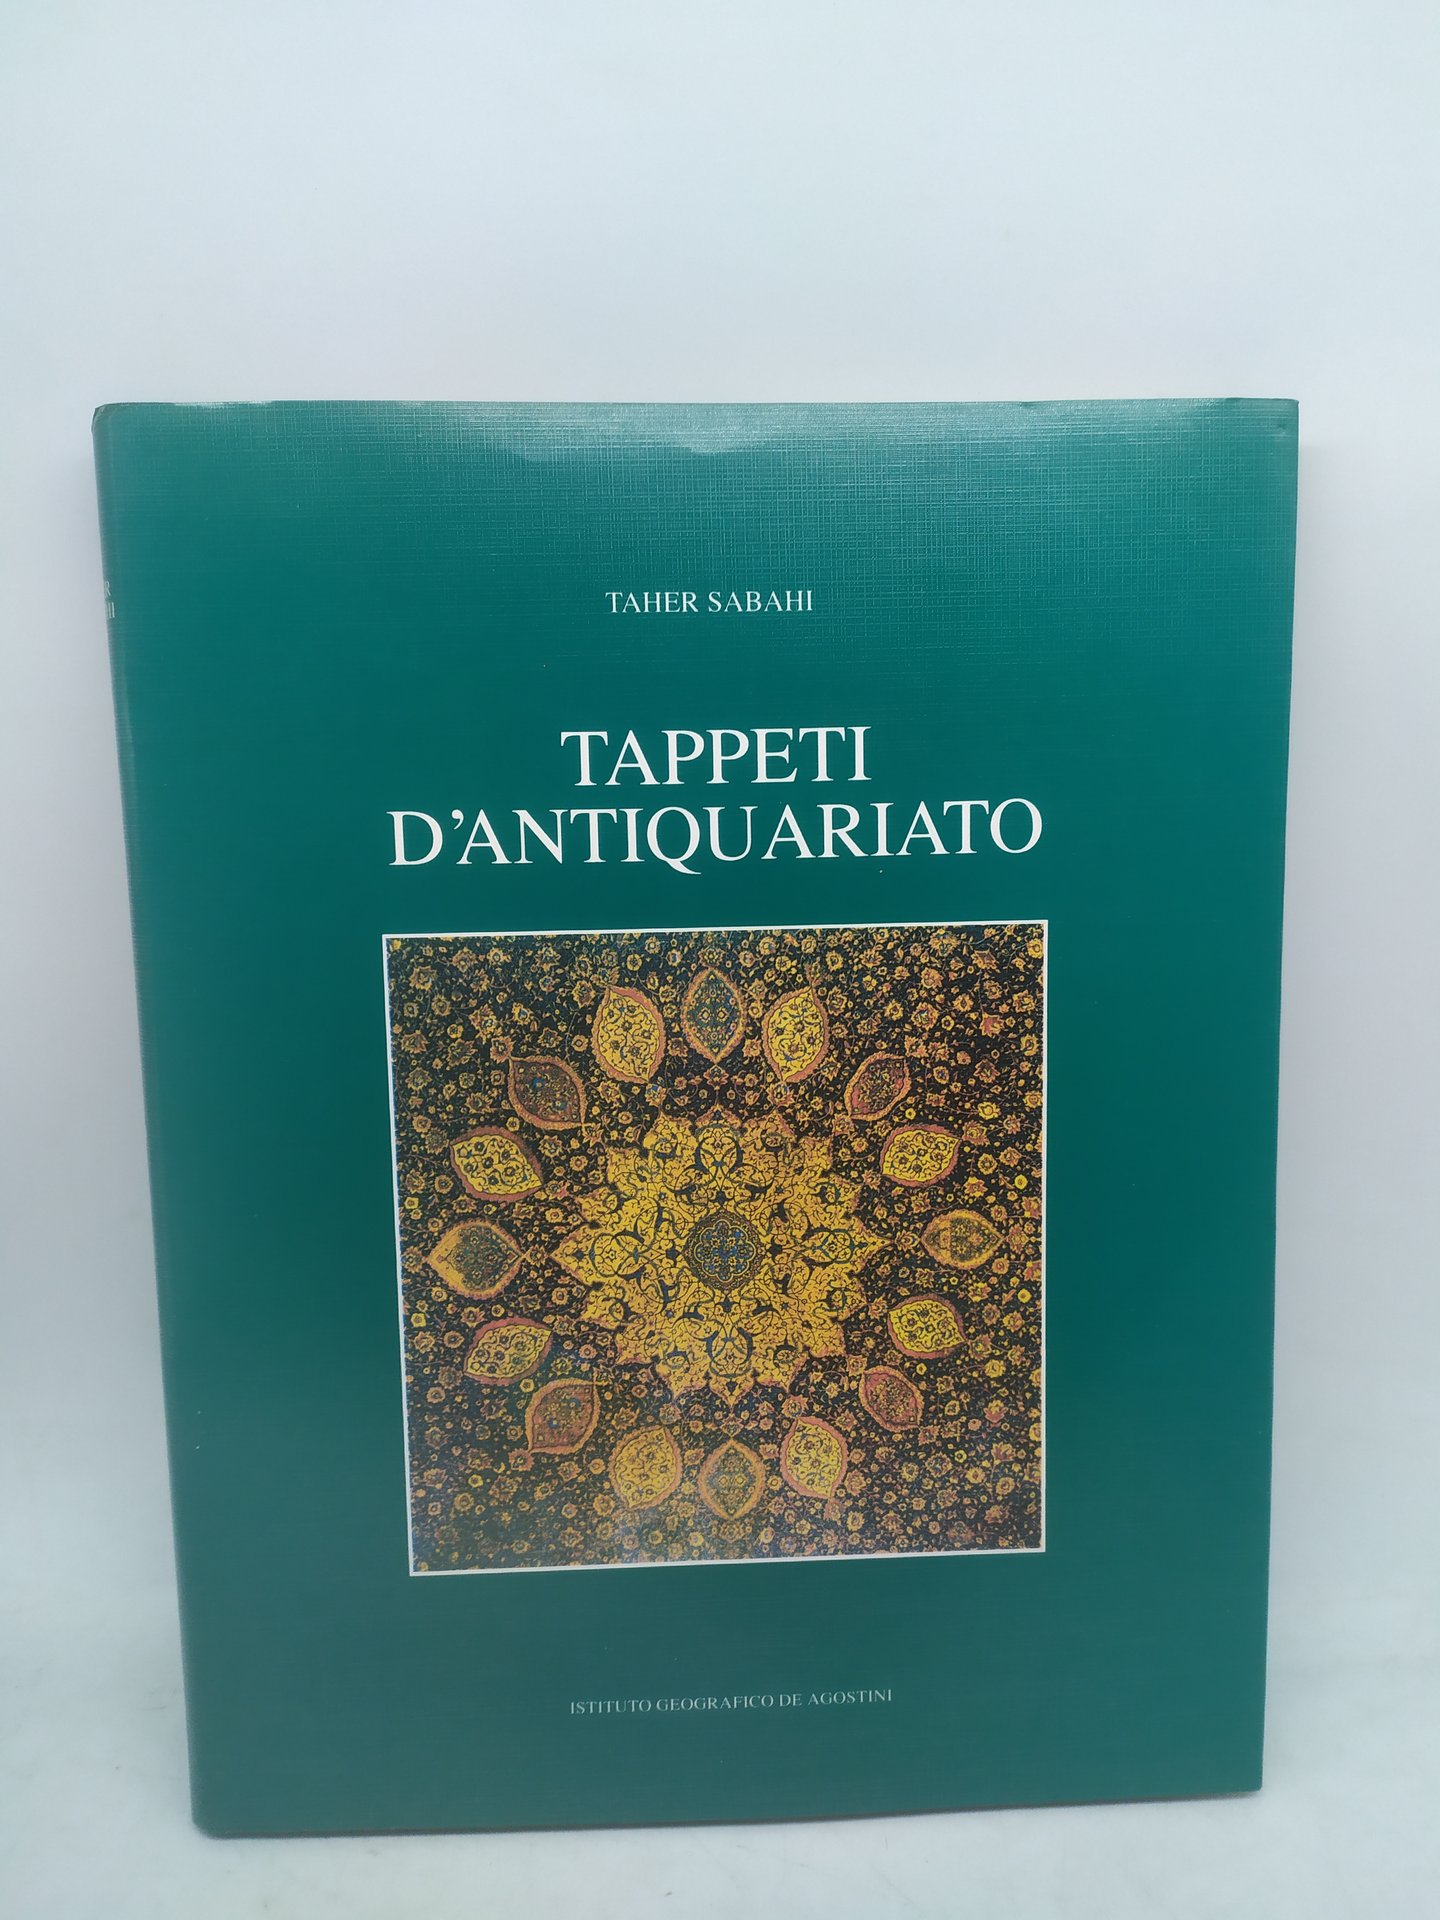 TAHER SABAHI
TAPPETI
D'ANTIQUARIATO
ISTITUTO GEOGRAFICO DE AGOSTINI